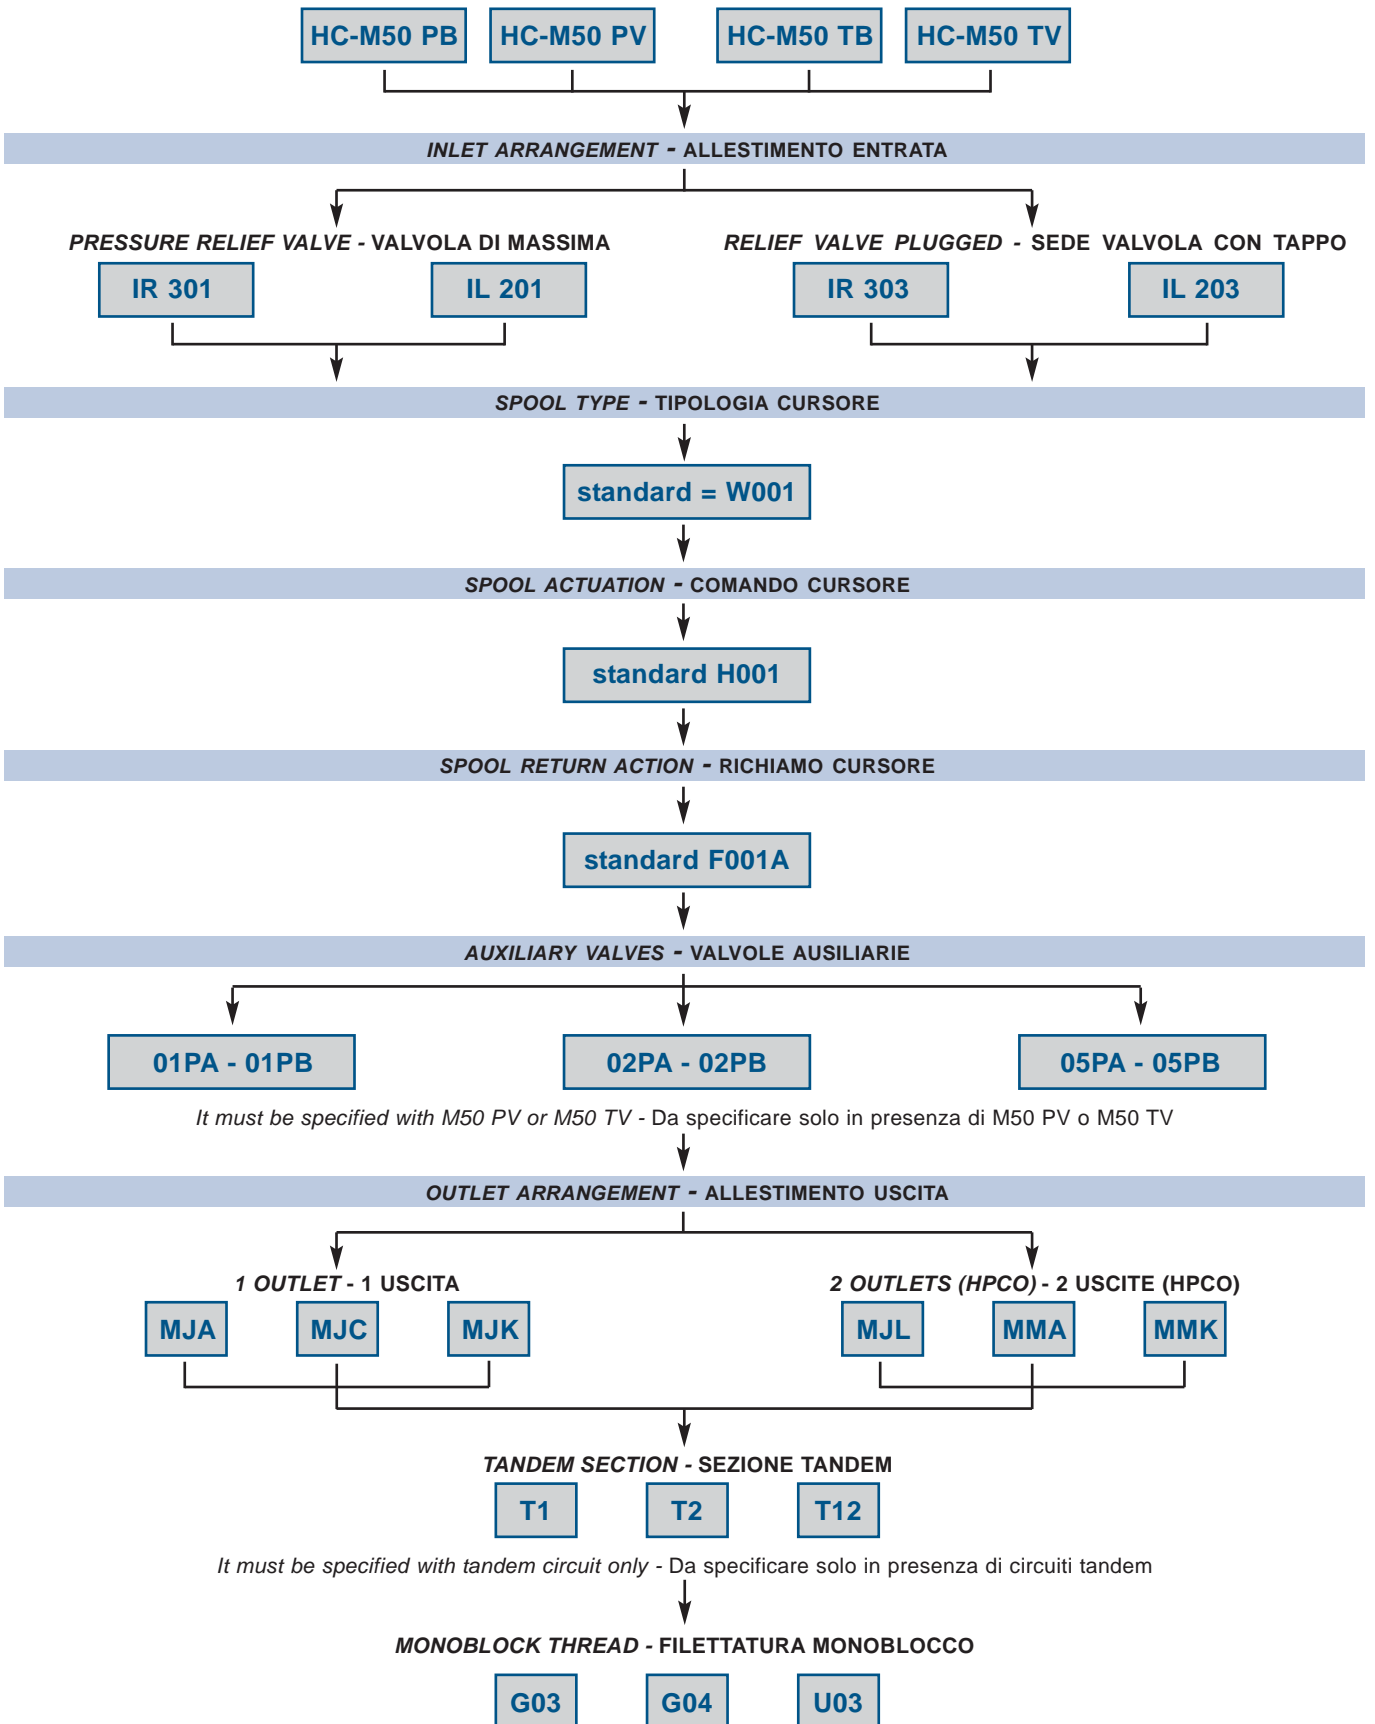 HC-M50 PB HC-M50 PV HC-M50 TB HC-M50 TV
INLET ARRANGEMENT - ALLESTIMENTO ENTRATA
PRESSURE RELIEF VALVE - VALVOLA DI MASSIMA
RELIEF VALVE PLUGGED - SEDE VALVOLA CON TAPPO
IR 301 IL 201 IR 303 IL 203
SPOOL TYPE - TIPOLOGIA CURSORE
standard = W001
SPOOL ACTUATION - COMANDO CURSORE
standard H001
SPOOL RETURN ACTION - RICHIAMO CURSORE
standard F001A
AUXILIARY VALVES - VALVOLE AUSILIARIE
01PA - 01PB 02PA - 02PB 05PA - 05PB
It must be specified with M50 PV or M50 TV - Da specificare solo in presenza di M50 PV o M50 TV
OUTLET ARRANGEMENT - ALLESTIMENTO USCITA
1 OUTLET - 1 USCITA
2 OUTLETS (HPCO) - 2 USCITE (HPCO)
MJA MJC MJK MJL MMA MMK
TANDEM SECTION - SEZIONE TANDEM
T1 T2 T12
It must be specified with tandem circuit only - Da specificare solo in presenza di circuiti tandem
MONOBLOCK THREAD - FILETTATURA MONOBLOCCO
G03 G04 U03